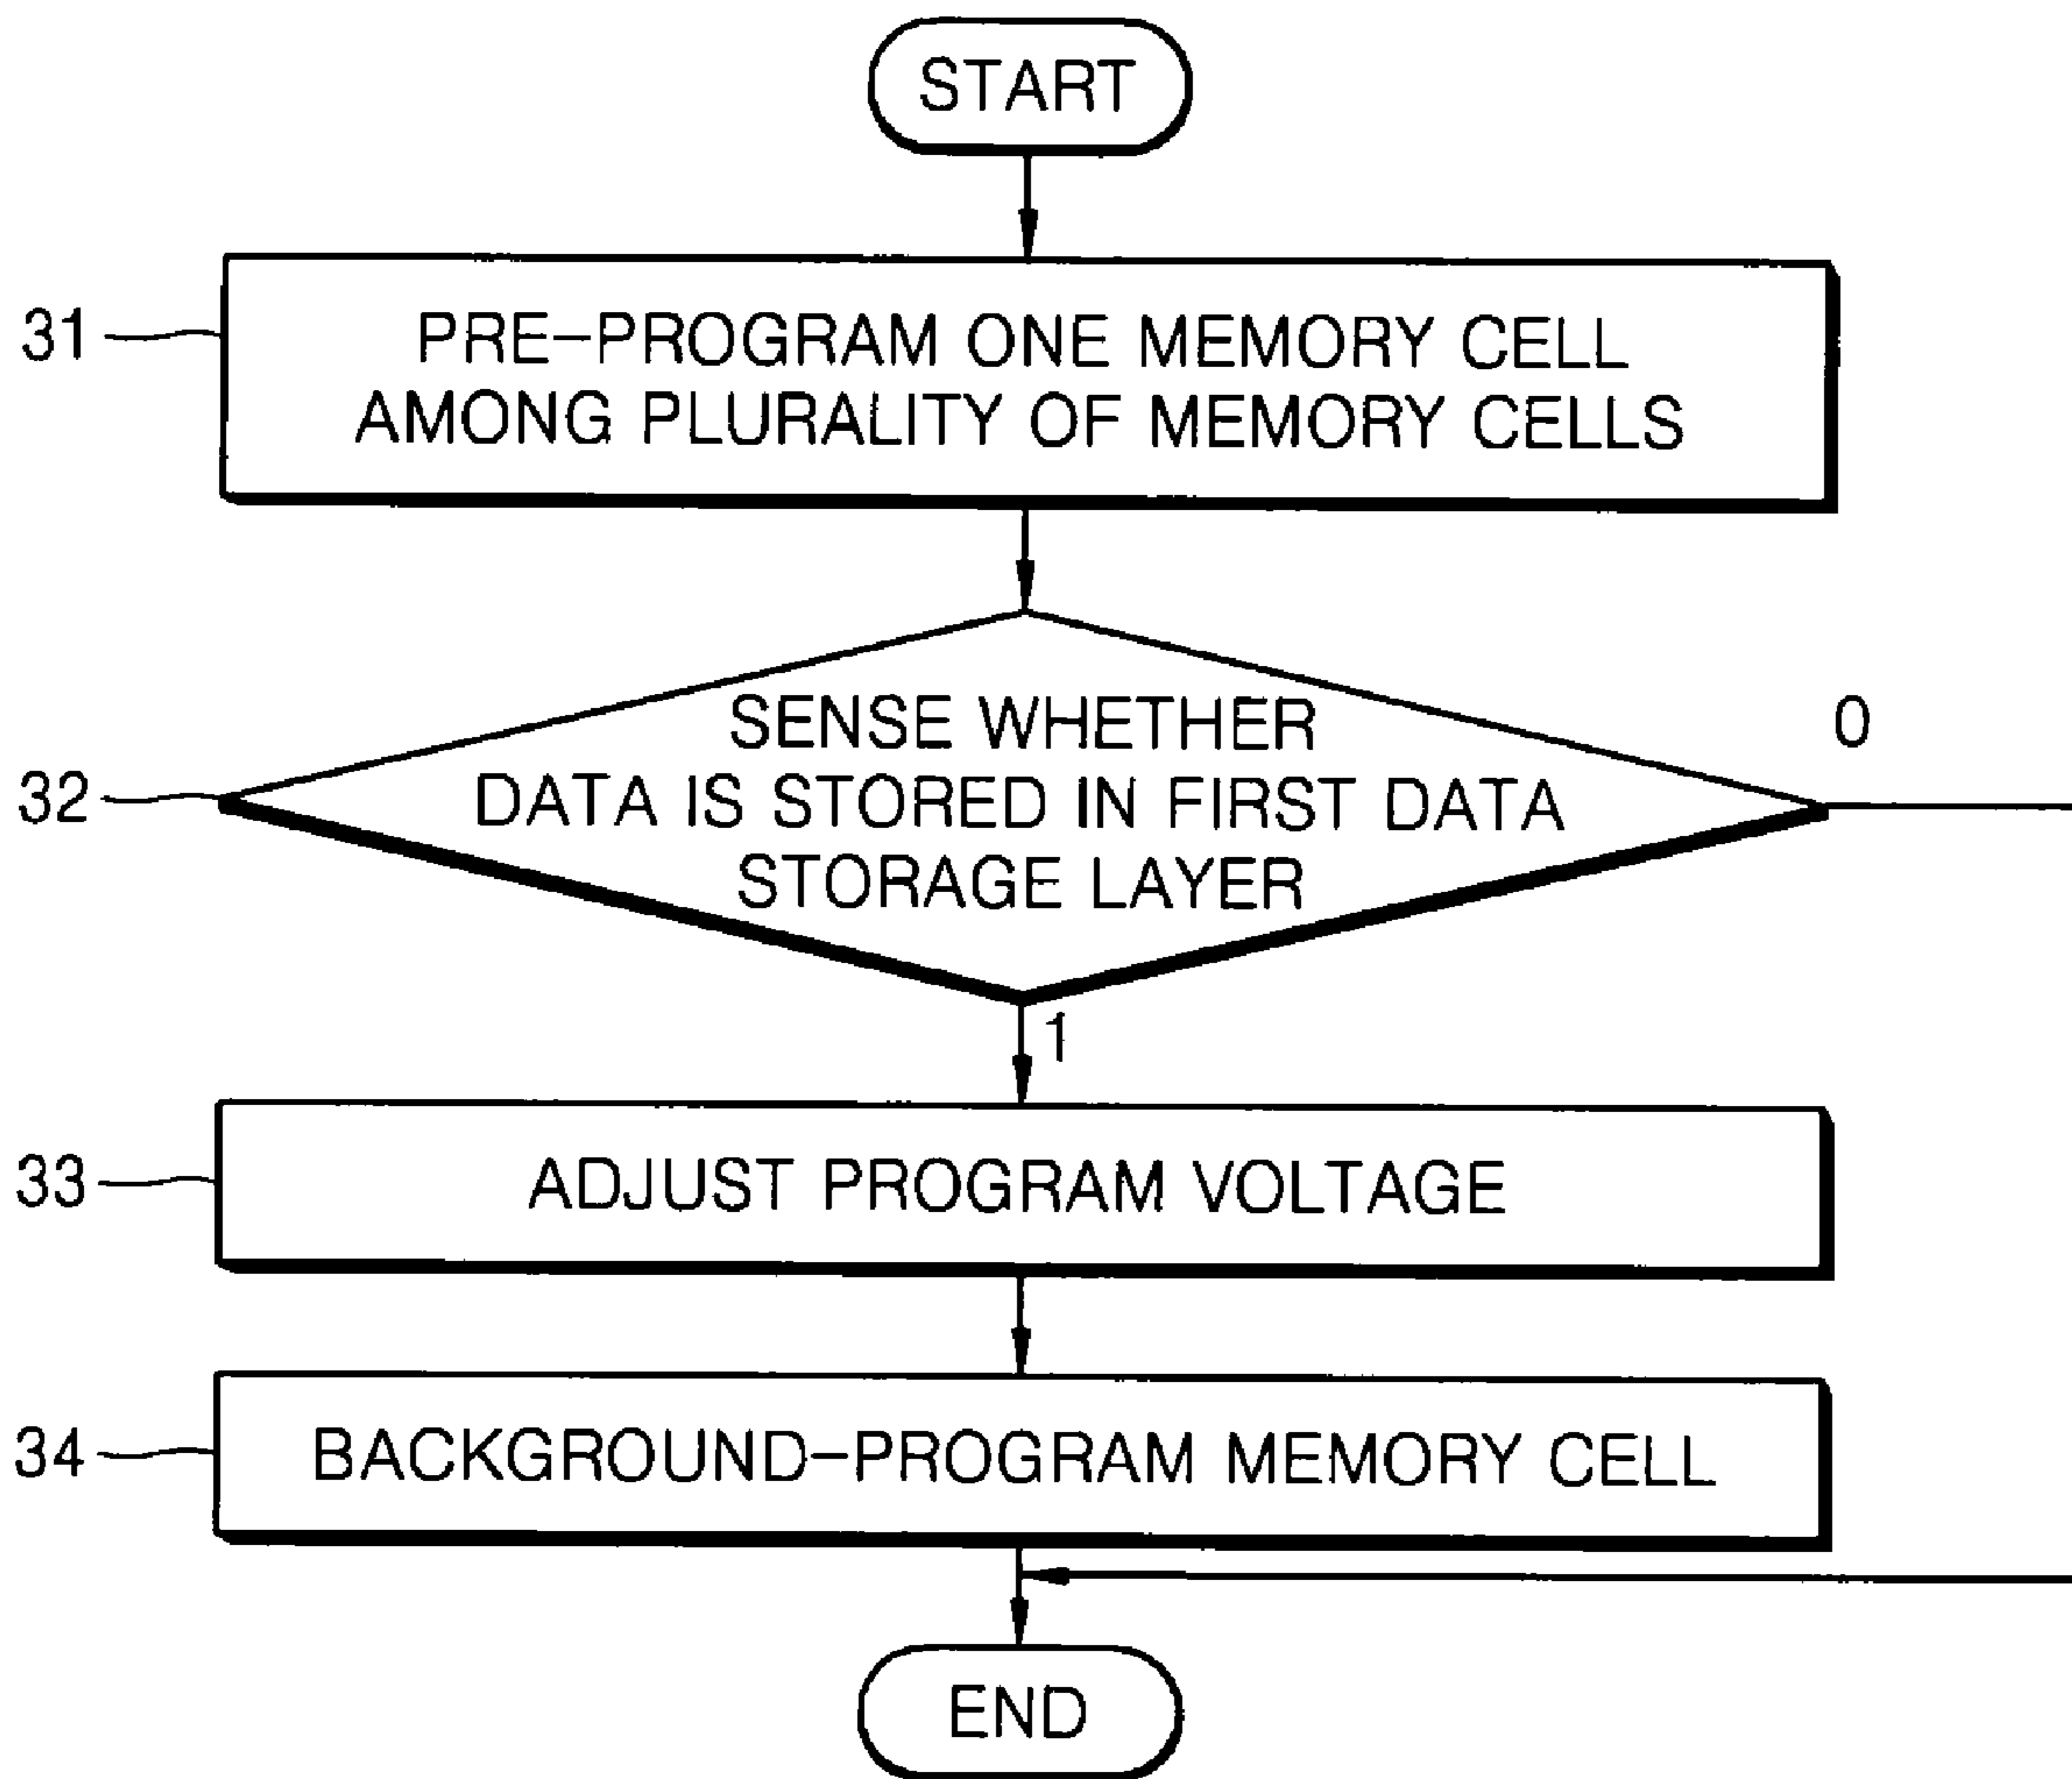 START
31
PRE-PROGRAM ONE MEMORY CELL
AMONG PLURALITY OF MEMORY CELLS
32
SENSE WHETHER
DATA IS STORED IN FIRST DATA
STORAGE LAYER
0
1
33
ADJUST PROGRAM VOLTAGE
34
BACKGROUND-PROGRAM MEMORY CELL
END